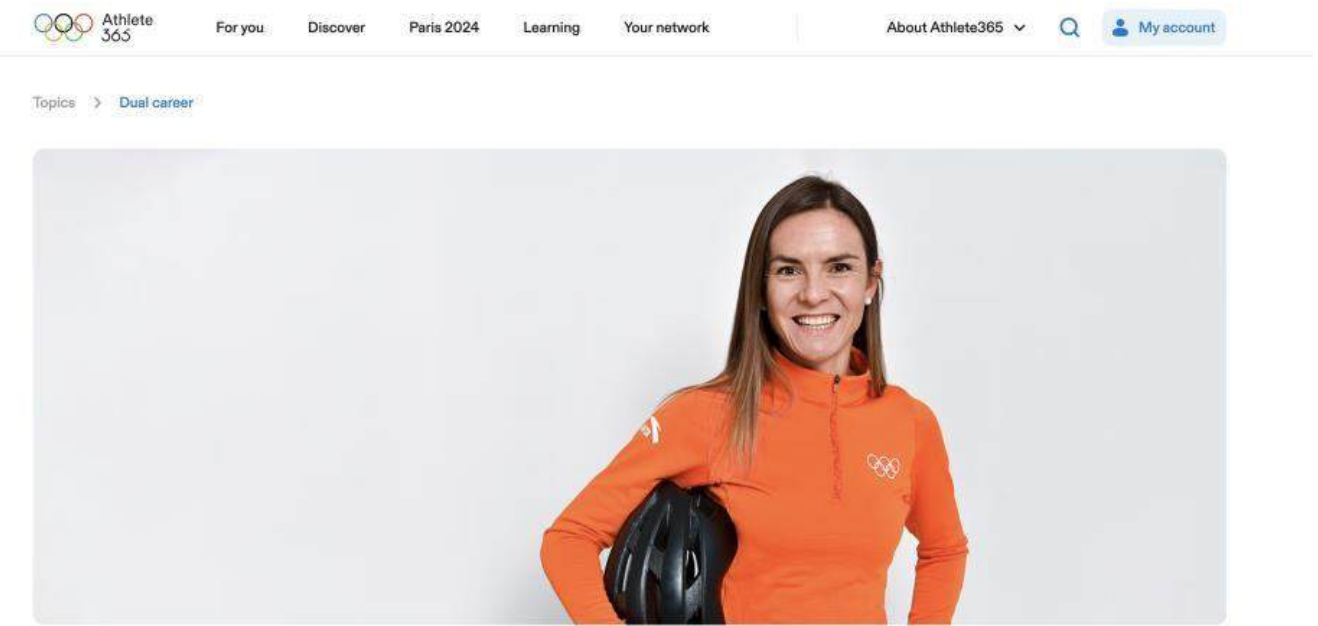 Athlete
365
For you
Discover
Paris 2024
Learning
Your network
About Athlete365
My account
Topics
Dual career